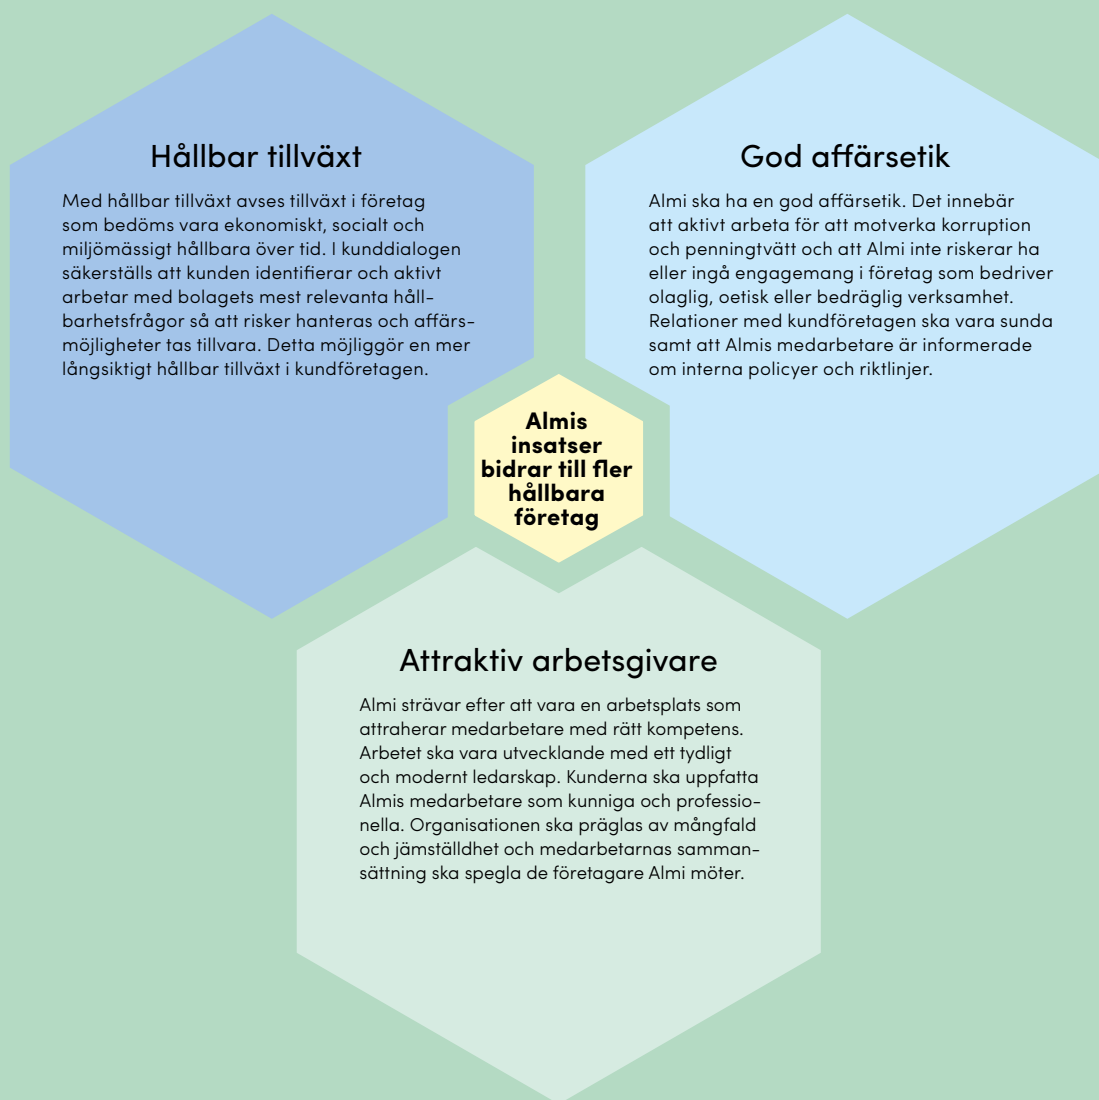 Hållbar tillväxt
Med hållbar tillväxt avses tillväxt i företag
som bedöms vara ekonomiskt, socialt och
miljömässigt hållbara över tid. I kunddialogen
säkerställs att kunden identifierar och aktivt
arbetar med bolagets mest relevanta håll-
barhetsfrågor så att risker hanteras och affärs-
möjligheter tas tillvara. Detta möjliggör en mer
långsiktigt hållbar tillväxt i kundföretagen.
God affärsetik
Almi ska ha en god affärsetik. Det innebär
att aktivt arbeta för att motverka korruption
och penningtvätt och att Almi inte riskerar ha
eller ingå engagemang i företag som bedriver
olaglig, oetisk eller bedräglig verksamhet.
Relationer med kundföretagen ska vara sunda
samt att Almis medarbetare är informerade
om interna policyer och riktlinjer.
Almis
insatser
bidrar till fler
hållbara
företag
Attraktiv arbetsgivare
Almi strävar efter att vara en arbetsplats som
attraherar medarbetare med rätt kompetens.
Arbetet ska vara utvecklande med ett tydligt
och modernt ledarskap. Kunderna ska uppfatta
Almis medarbetare som kunniga och professio-
nella. Organisationen ska präglas av mångfald
och jämställdhet och medarbetarnas samman-
sättning ska spegla de företagare Almi möter.